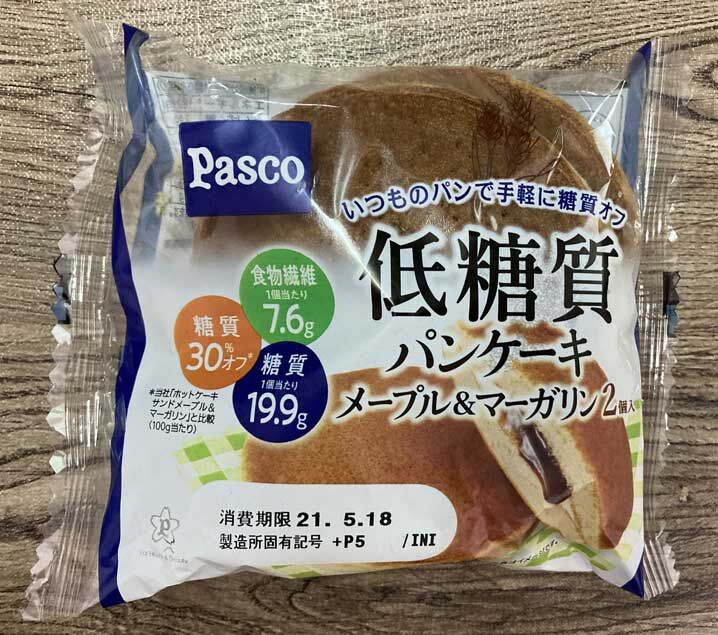 Pasco
いつものパンで手軽に糖質オフ
低糖質
パンケーキ
メープル&マーガリン2個入
食物繊維
1個当たり
7.6g
糖質
30%オフ*
糖質
1個当たり
19.9g
*当社「ホットケーキ
サンドメープル&
マーガリン」と比較
(100g当たり)
消費期限 21. 5.18
製造所固有記号 +P5 /INI